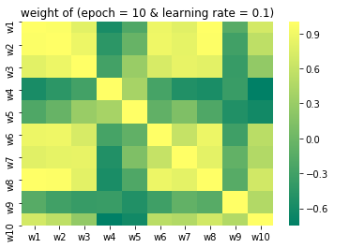 weight of (epoch = 10 & learning rate = 0.1)
w1
w2
w3
w4
w5
w6
w7
w8
w9
w10
w1 w2 w3 w4 w5 w6 w7 w8 w9 w10
0.9
0.6
0.3
0.0
−0.3
−0.6